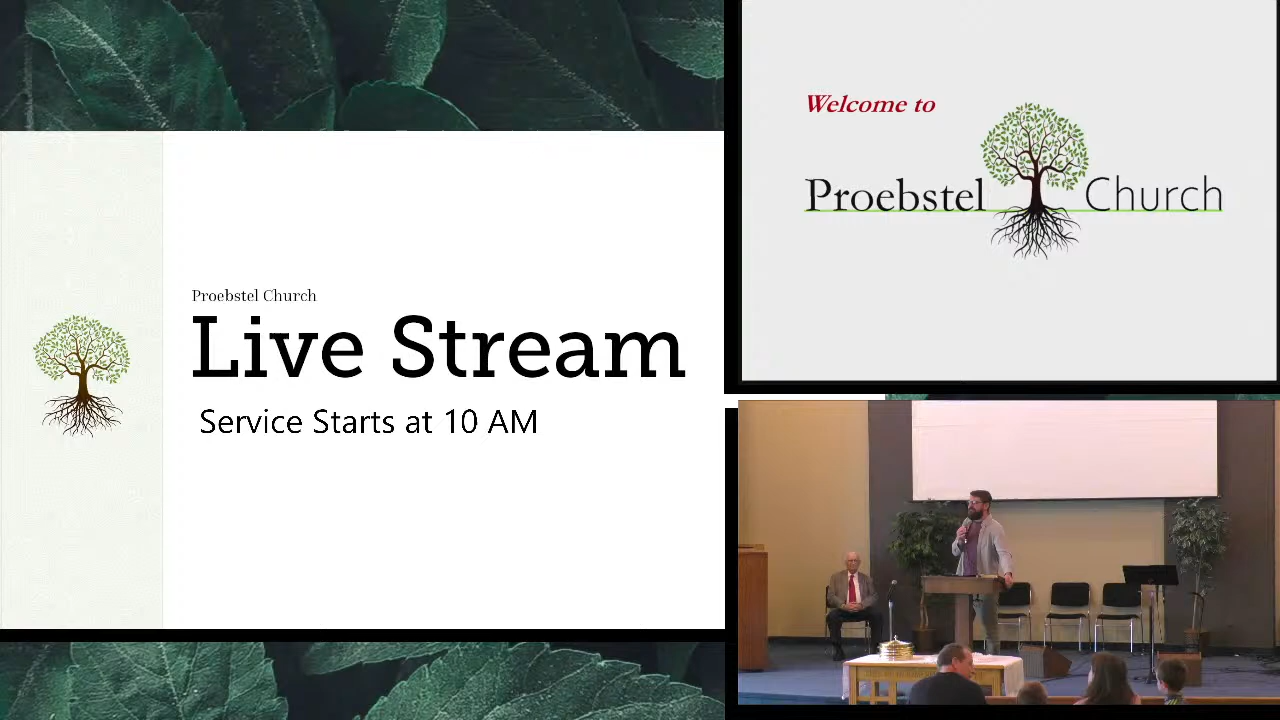 Proebstel Church
Live Stream
Service Starts at 10 AM
Welcome to
Proebstel Church